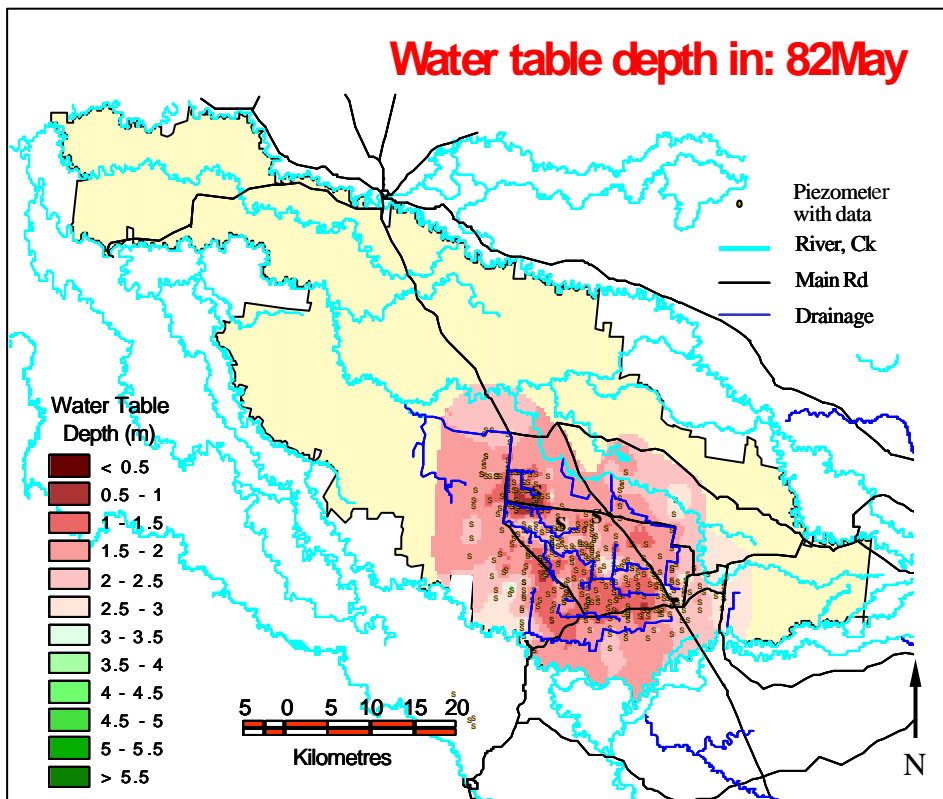 Water table depth in: 82May
Piezometer
with data
River, Ck
Main Rd
Drainage
Water Table
Depth (m)
< 0.5
0.5 - 1
1 - 1.5
1.5 - 2
2 - 2.5
2.5 - 3
3 - 3.5
3.5 - 4
4 - 4.5
4.5 - 5
5 - 5.5
> 5.5
5 0 5 10 15 20
Kilometres
N